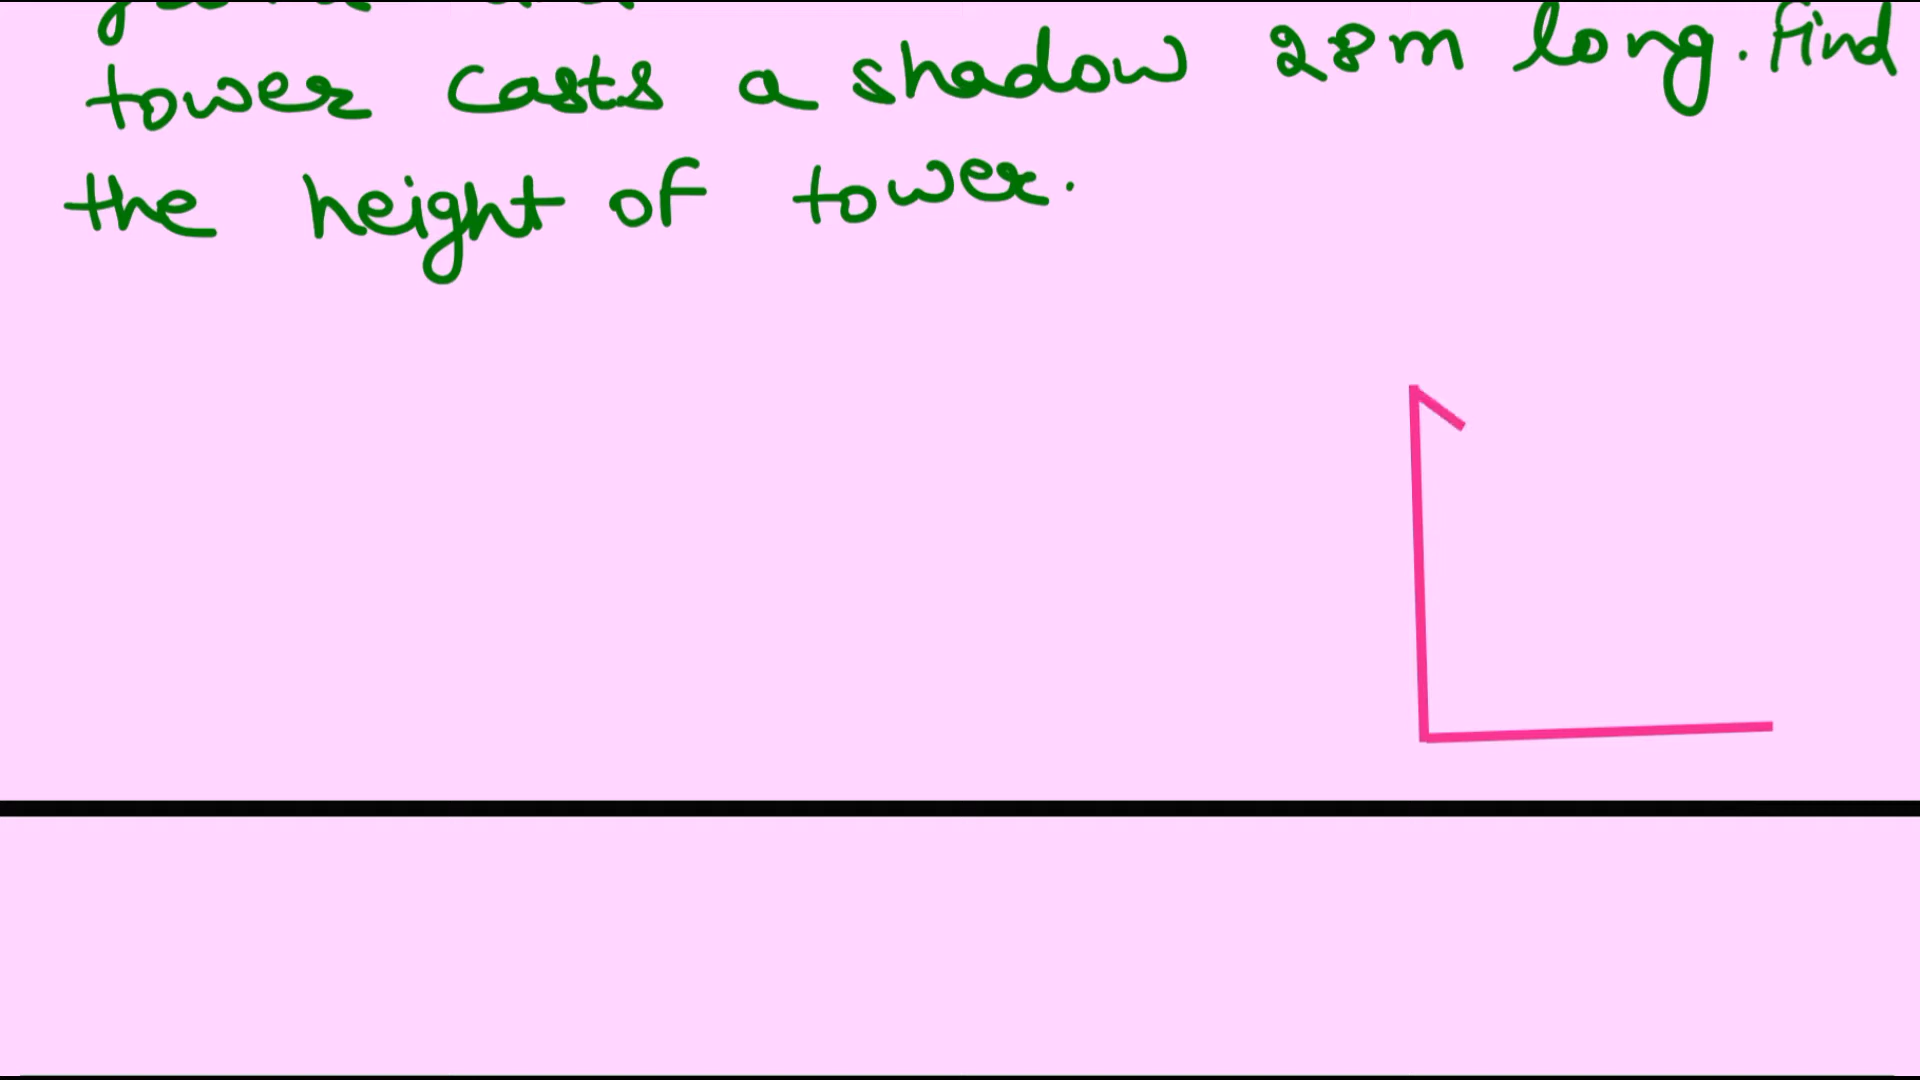 tower casts a shadow 28m long. Find
the height of tower.